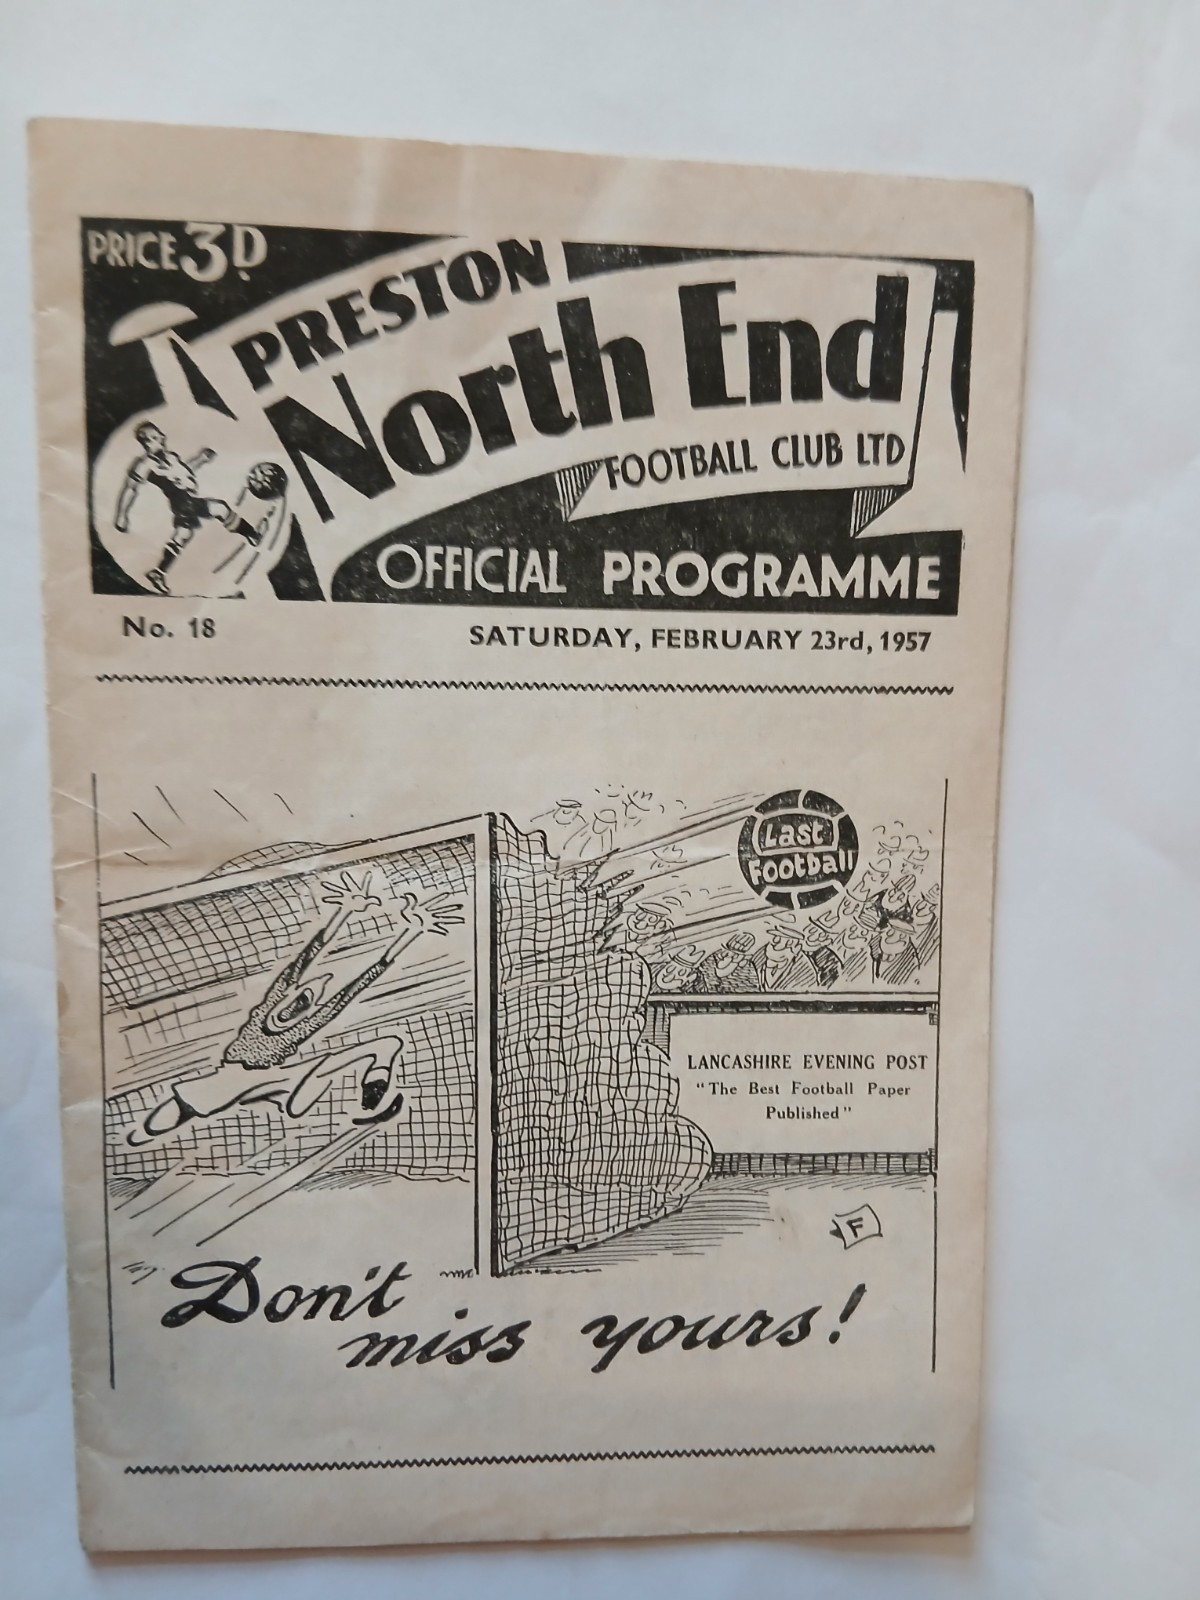 PRICE 3D.
PRESTON
North End
FOOTBALL CLUB LTD
OFFICIAL PROGRAMME
No. 18
SATURDAY, FEBRUARY 23rd, 1957
Last
Football
LANCASHIRE EVENING POST
"The Best Football Paper
Published"
F
Don't
miss yours!